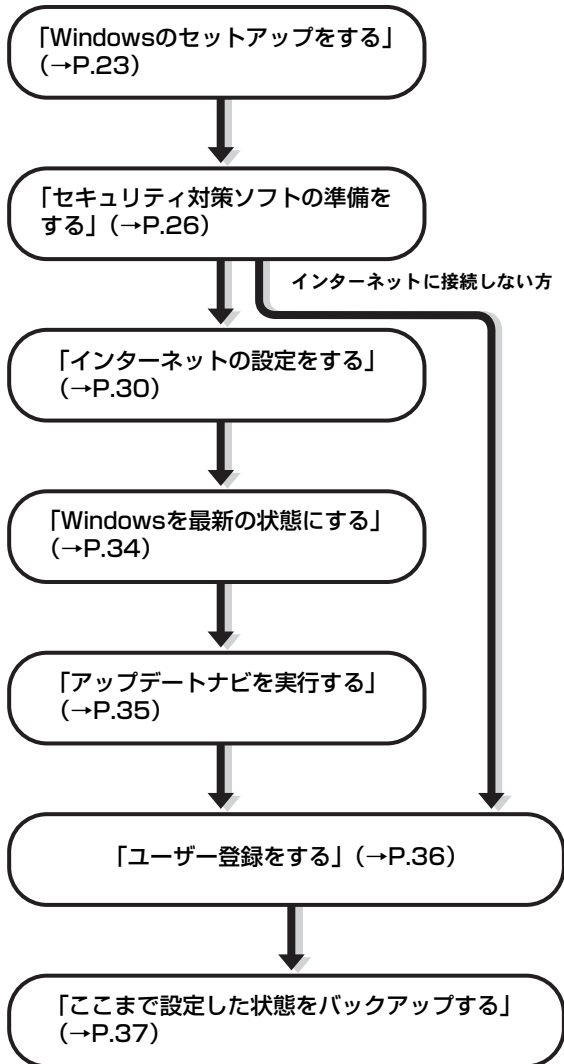 「Windowsのセットアップをする」
（→P.23）
「セキュリティ対策ソフトの準備を
する」（→P.26）
インターネットに接続しない方
「インターネットの設定をする」
（→P.30）
「Windowsを最新の状態にする」
（→P.34）
「アップデートナビを実行する」
（→P.35）
「ユーザー登録をする」（→P.36）
「ここまで設定した状態をバックアップする」
（→P.37）